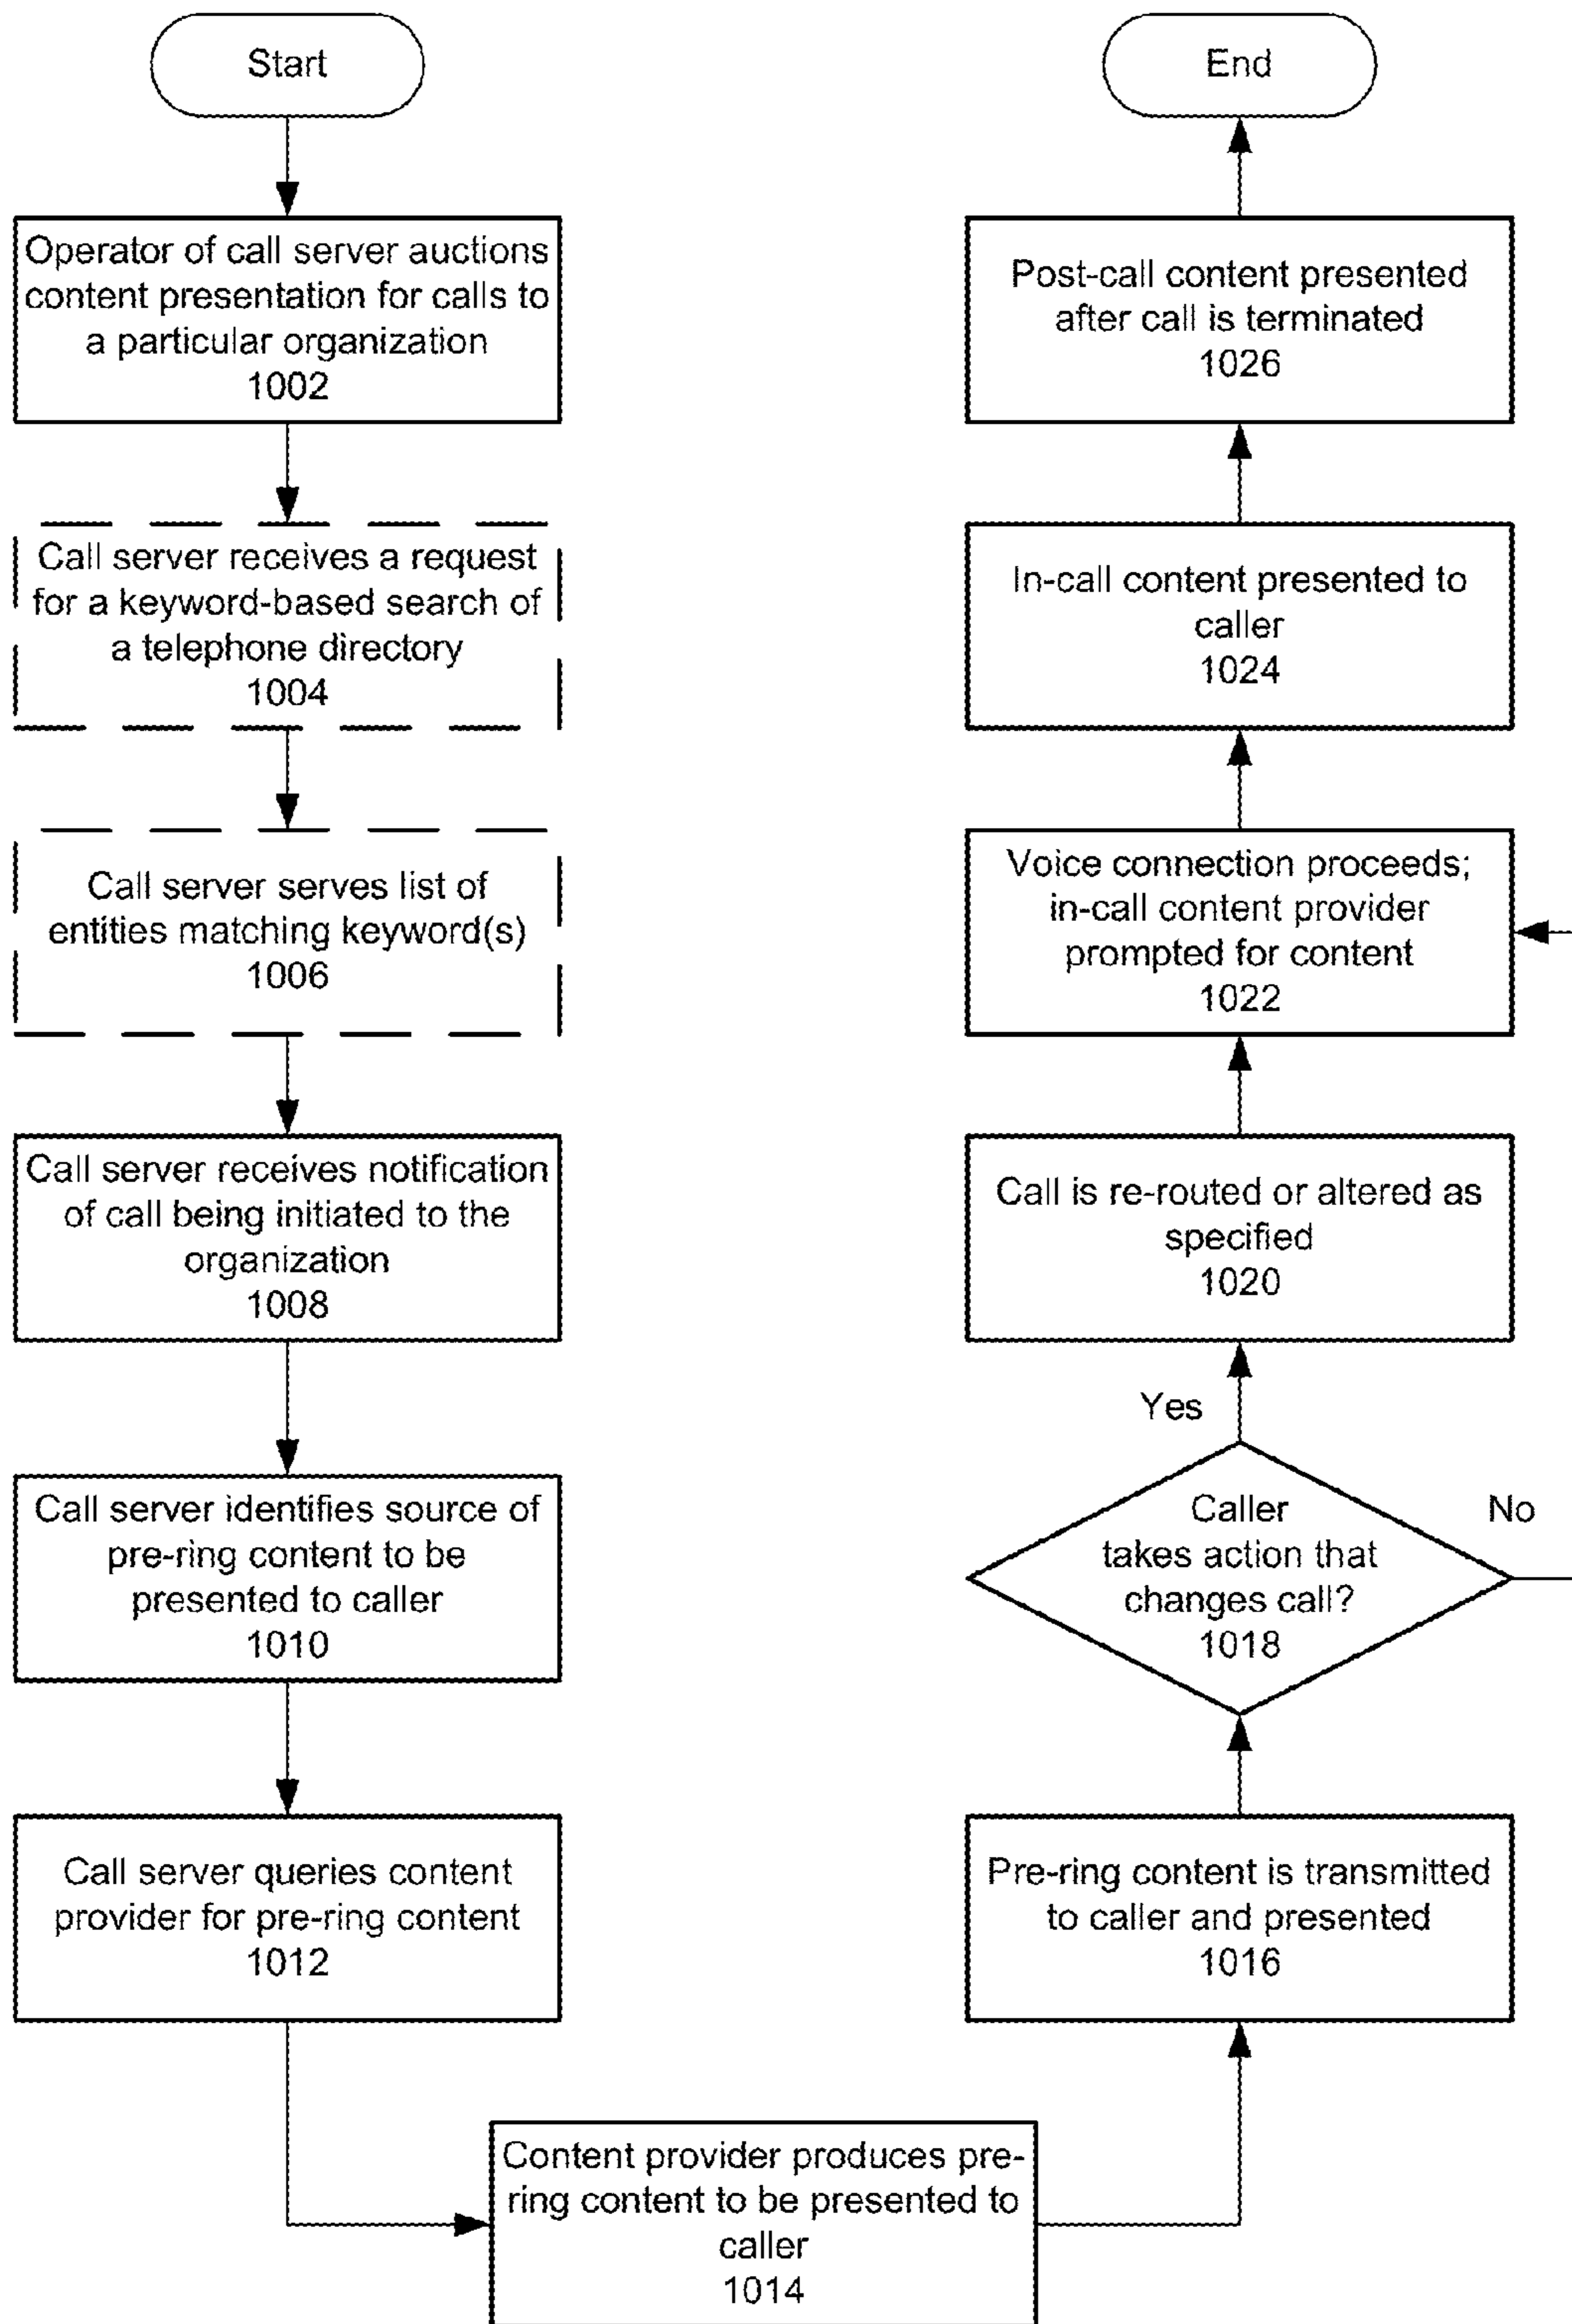 Start
Operator of call server auctions
content presentation for calls to
a particular organization
1002
Call server receives a request
for a keyword-based search of
a telephone directory
1004
Call server serves list of
entities matching keyword(s)
1006
Call server receives notification
of call being initiated to the
organization
1008
Call server identifies source of
pre-ring content to be
presented to caller
1010
Call server queries content
provider for pre-ring content
1012
Content provider produces pre-
ring content to be presented to
caller
1014
Pre-ring content is transmitted
to caller and presented
1016
Caller
takes action that
changes call?
1018
Yes
No
Call is re-routed or altered as
specified
1020
Voice connection proceeds;
in-call content provider
prompted for content
1022
In-call content presented to
caller
1024
Post-call content presented
after call is terminated
1026
End